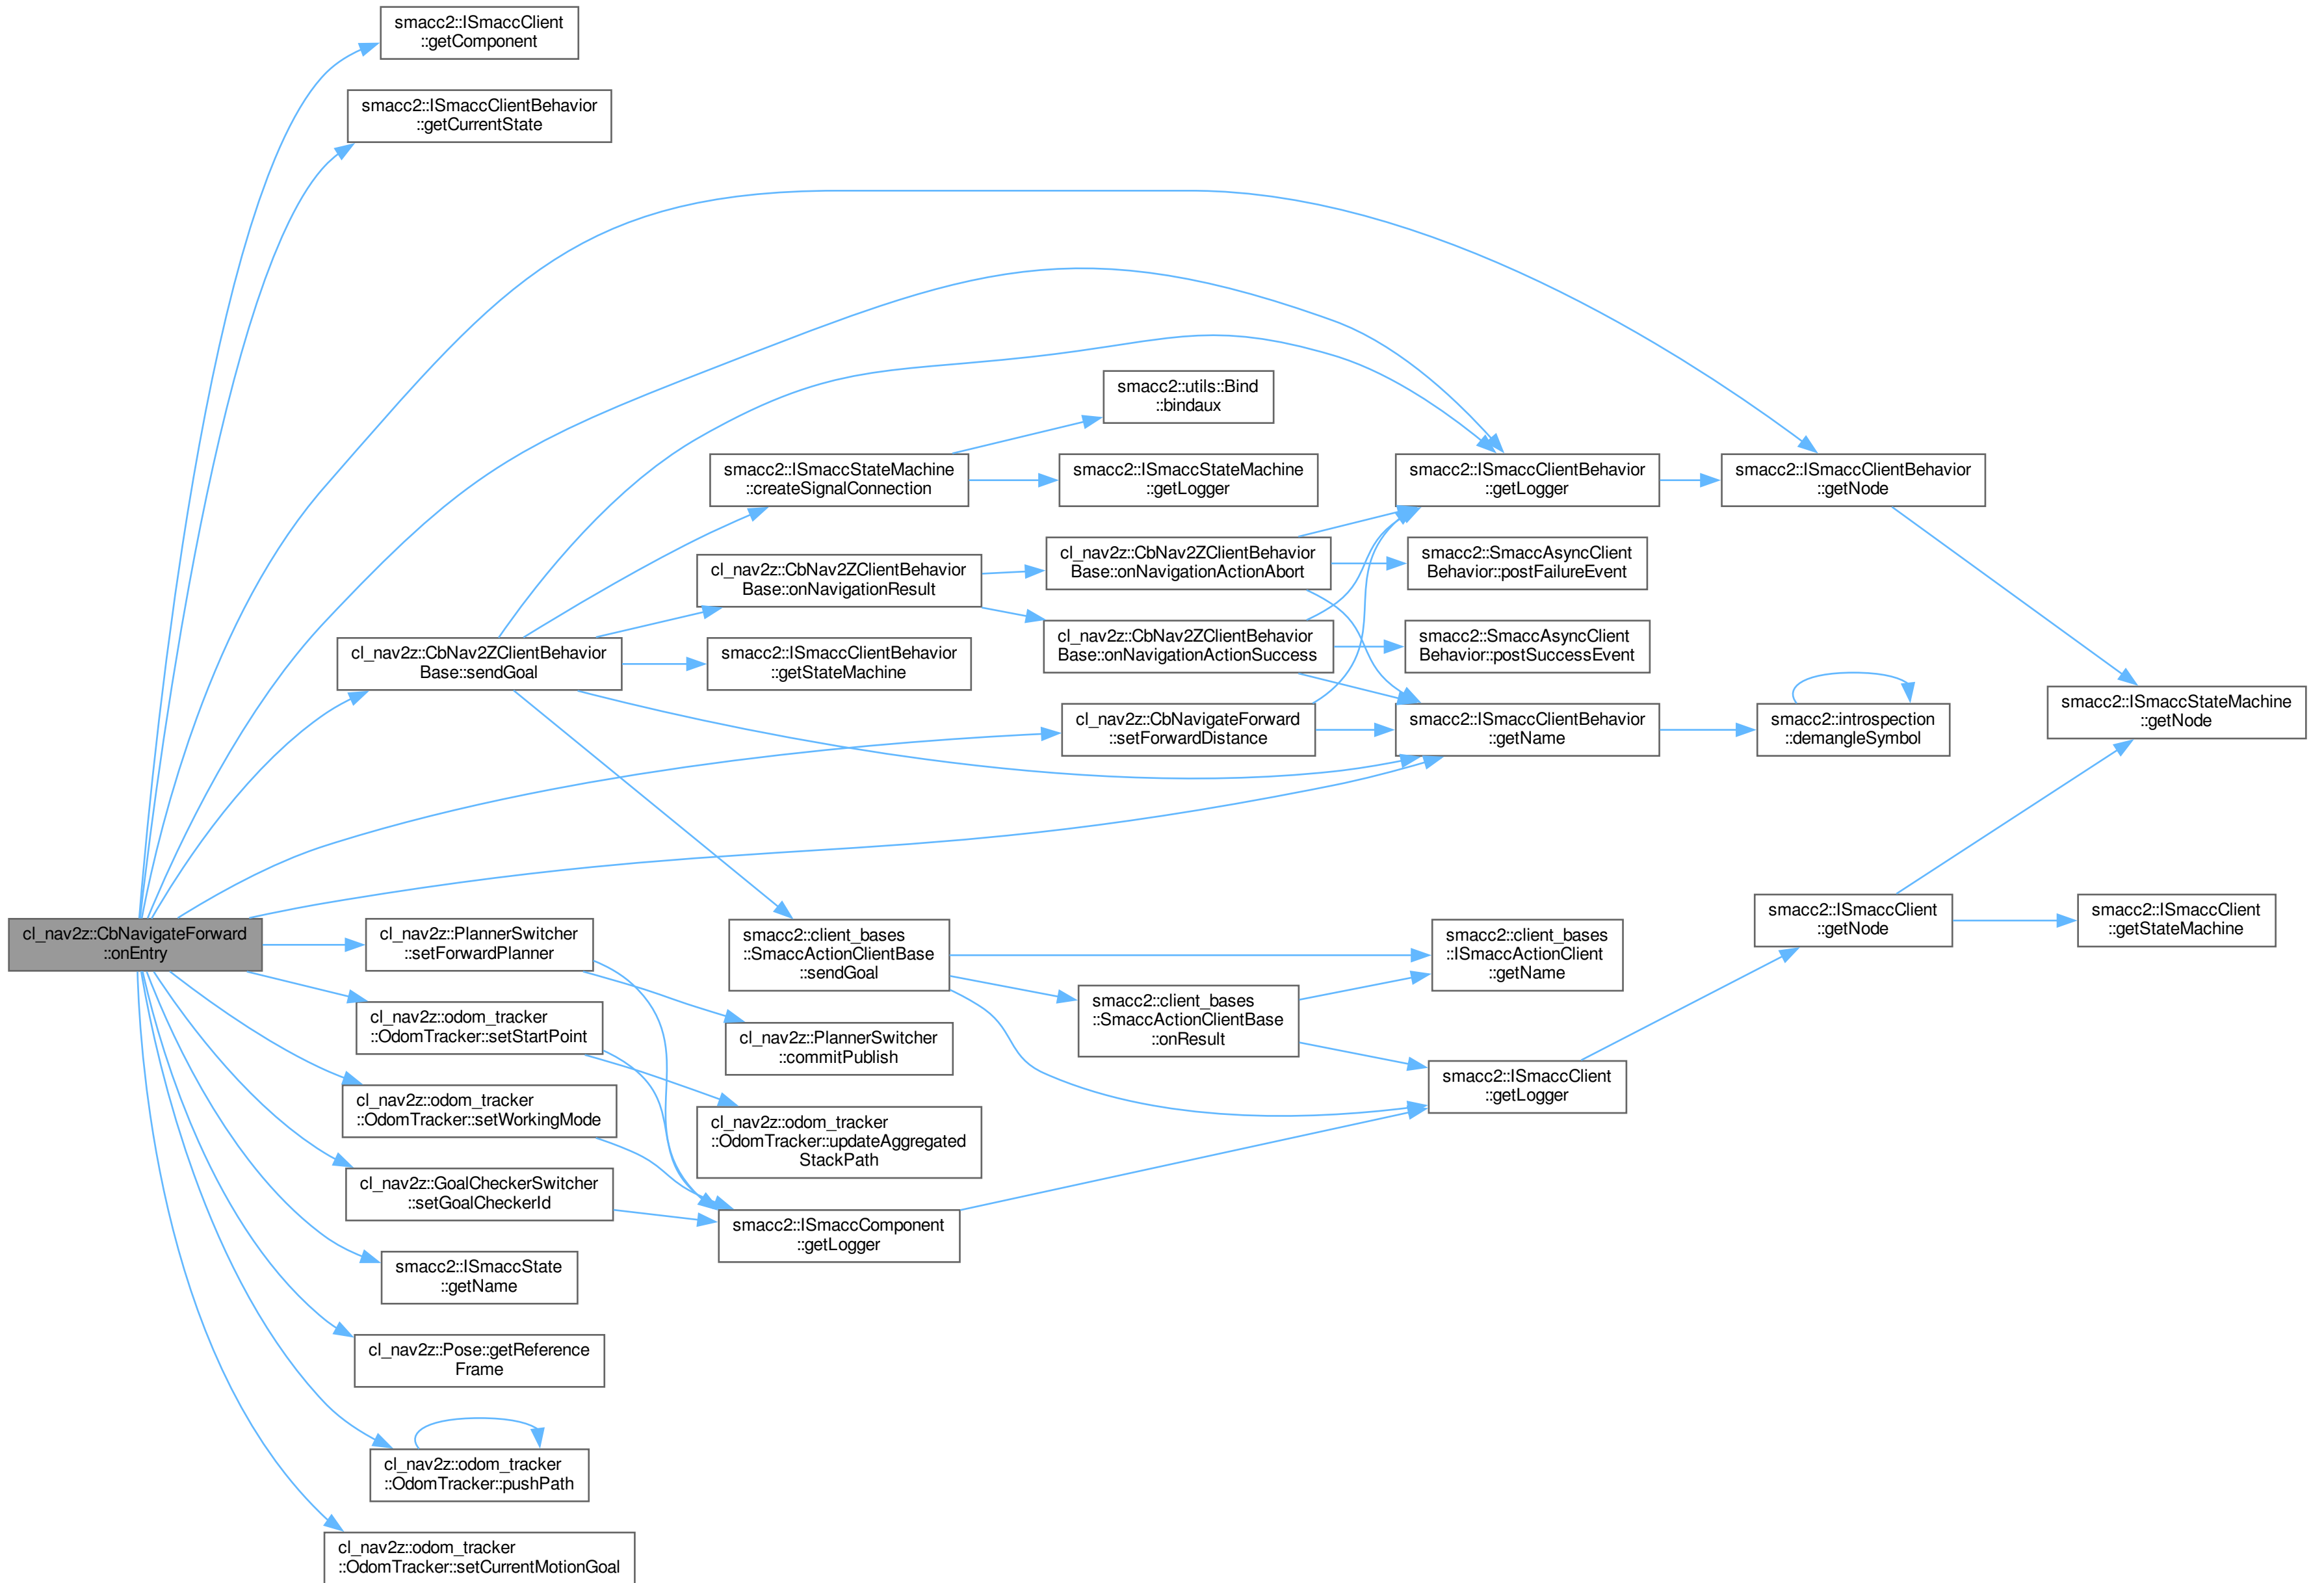 smacc2::ISmaccClient
::getComponent
smacc2::ISmaccClientBehavior
::getCurrentState
smacc2::utils::Bind
::bindaux
smacc2::ISmaccStateMachine
::createSignalConnection
smacc2::ISmaccStateMachine
::getLogger
smacc2::ISmaccClientBehavior
::getLogger
smacc2::ISmaccClientBehavior
::getNode
cl_nav2z::CbNav2ZClientBehavior
Base::onNavigationResult
cl_nav2z::CbNav2ZClientBehavior
Base::onNavigationActionAbort
smacc2::SmaccAsyncClient
Behavior::postFailureEvent
cl_nav2z::CbNav2ZClientBehavior
Base::sendGoal
smacc2::ISmaccClientBehavior
::getStateMachine
cl_nav2z::CbNav2ZClientBehavior
Base::onNavigationActionSuccess
smacc2::SmaccAsyncClient
Behavior::postSuccessEvent
cl_nav2z::CbNavigateForward
::setForwardDistance
smacc2::ISmaccClientBehavior
::getName
smacc2::introspection
::demangleSymbol
smacc2::ISmaccStateMachine
::getNode
cl_nav2z::CbNavigateForward
::onEntry
cl_nav2z::PlannerSwitcher
::setForwardPlanner
smacc2::client_bases
::SmaccActionClientBase
::sendGoal
smacc2::client_bases
::ISmaccActionClient
::getName
smacc2::ISmaccClient
::getNode
smacc2::ISmaccClient
::getStateMachine
cl_nav2z::odom_tracker
::OdomTracker::setStartPoint
cl_nav2z::PlannerSwitcher
::commitPublish
smacc2::client_bases
::SmaccActionClientBase
::onResult
cl_nav2z::odom_tracker
::OdomTracker::setWorkingMode
cl_nav2z::odom_tracker
::OdomTracker::updateAggregated
StackPath
smacc2::ISmaccClient
::getLogger
cl_nav2z::GoalCheckerSwitcher
::setGoalCheckerId
smacc2::ISmaccComponent
::getLogger
smacc2::ISmaccState
::getName
cl_nav2z::Pose::getReference
Frame
cl_nav2z::odom_tracker
::OdomTracker::pushPath
cl_nav2z::odom_tracker
::OdomTracker::setCurrentMotionGoal